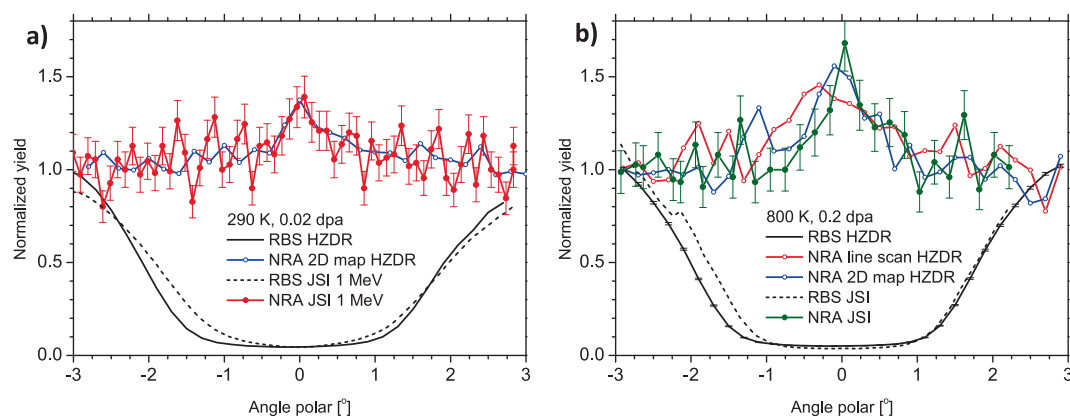 a)
Normalized yield
1.5
1.0
0.5
0.0
290 K, 0.02 dpa
RBS HZDR
NRA 2D map HZDR
RBS JSI 1 MeV
NRA JSI 1 MeV
-3 -2 -1 0 1 2 3
Angle polar [°]
b)
Normalized yield
1.5
1.0
0.5
0.0
800 K, 0.2 dpa
RBS HZDR
NRA line scan HZDR
NRA 2D map HZDR
RBS JSI
NRA JSI
-3 -2 -1 0 1 2 3
Angle polar [°]